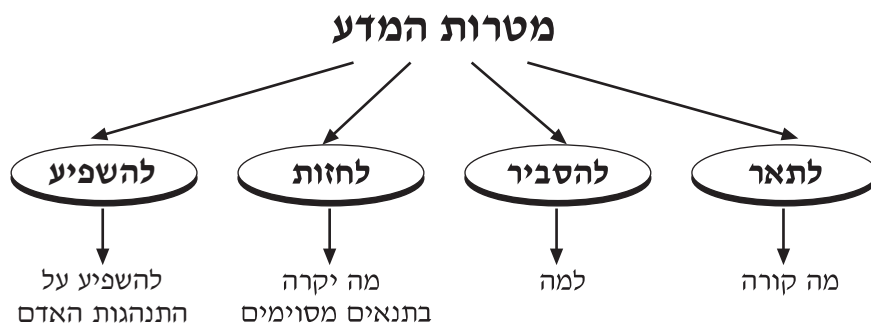 מטרות המדע
לתאר
להסביר
לחזות
להשפיע
מה קורה
למה
מה יקרה
בתנאים מסוימים
להשפיע על
התנהגות האדם